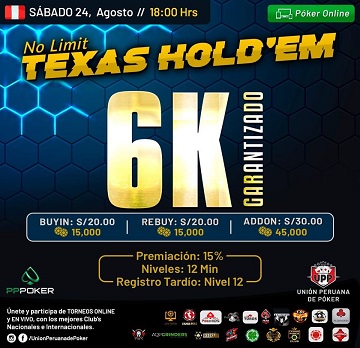 SÁBADO 24, Agosto // 18:00 Hrs
Póker Online
No Limit
TEXAS HOLD'EM
6K
GARANTIZADO
BUYIN: S/20.00
15,000
REBUY: S/20.00
15,000
ADDON: S/30.00
45,000
Premiación: 15%
Niveles: 12 Min
Registro Tardío: Nivel 12
PPPOKER
UPP
UNIÓN PERUANA
DE PÓKER
Únete y participa de TORNEOS ONLINE
y EN VIVO, con los mejores Club's
Nacionales e Internacionales.
/UnionPeruanadePoker